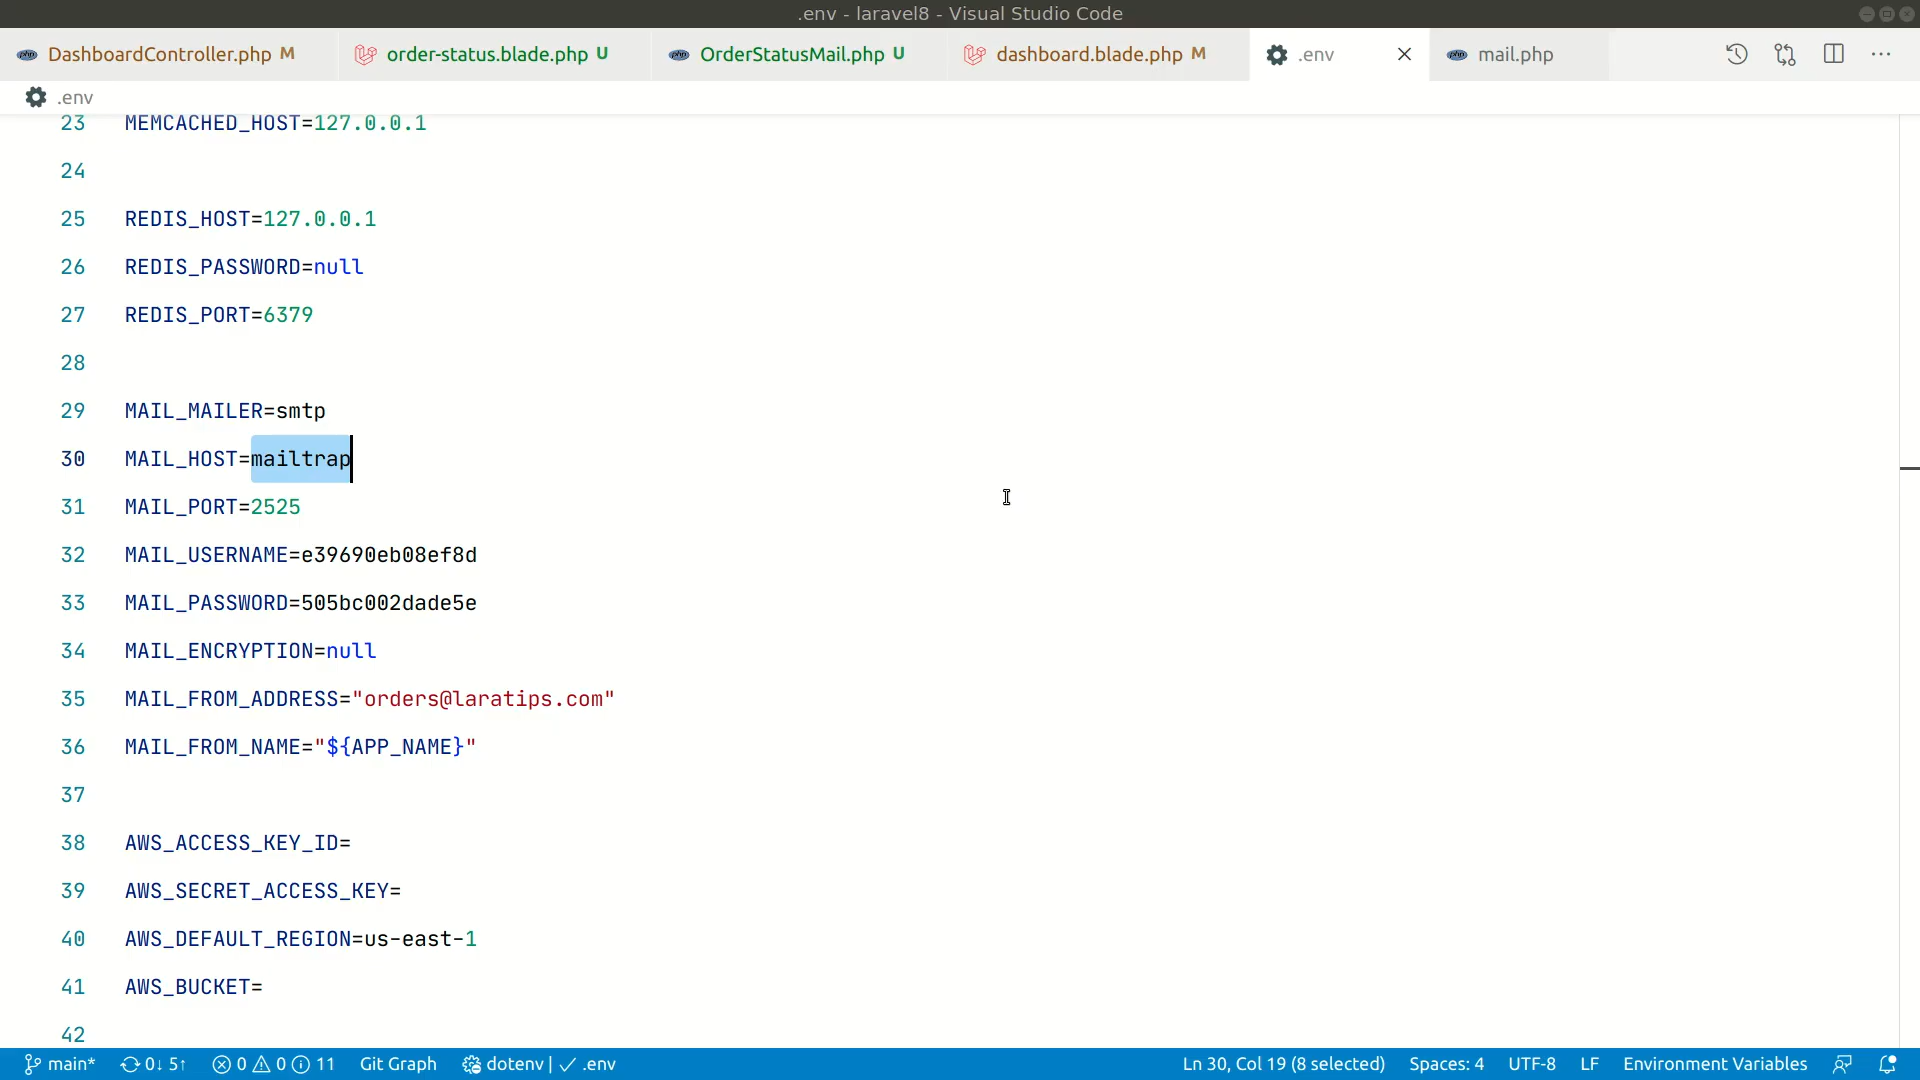 .env - laravel8 - Visual Studio Code
DashboardController.php M order-status.blade.php U OrderStatusMail.php U dashboard.blade.php M .env mail.php
.env
23 MEMCACHED_HOST=127.0.0.1
24
25 REDIS_HOST=127.0.0.1
26 REDIS_PASSWORD=null
27 REDIS_PORT=6379
28
29 MAIL_MAILER=smtp
30 MAIL_HOST=mailtrap
31 MAIL_PORT=2525
32 MAIL_USERNAME=e39690eb08ef8d
33 MAIL_PASSWORD=505bc002dade5e
34 MAIL_ENCRYPTION=null
35 MAIL_FROM_ADDRESS="orders@laratips.com"
36 MAIL_FROM_NAME="${APP_NAME}"
37
38 AWS_ACCESS_KEY_ID=
39 AWS_SECRET_ACCESS_KEY=
40 AWS_DEFAULT_REGION=us-east-1
41 AWS_BUCKET=
42
main* 0↓ 5↑ 0 0 11 Git Graph dotenv | ✓ .env Ln 30, Col 19 (8 selected) Spaces: 4 UTF-8 LF Environment Variables